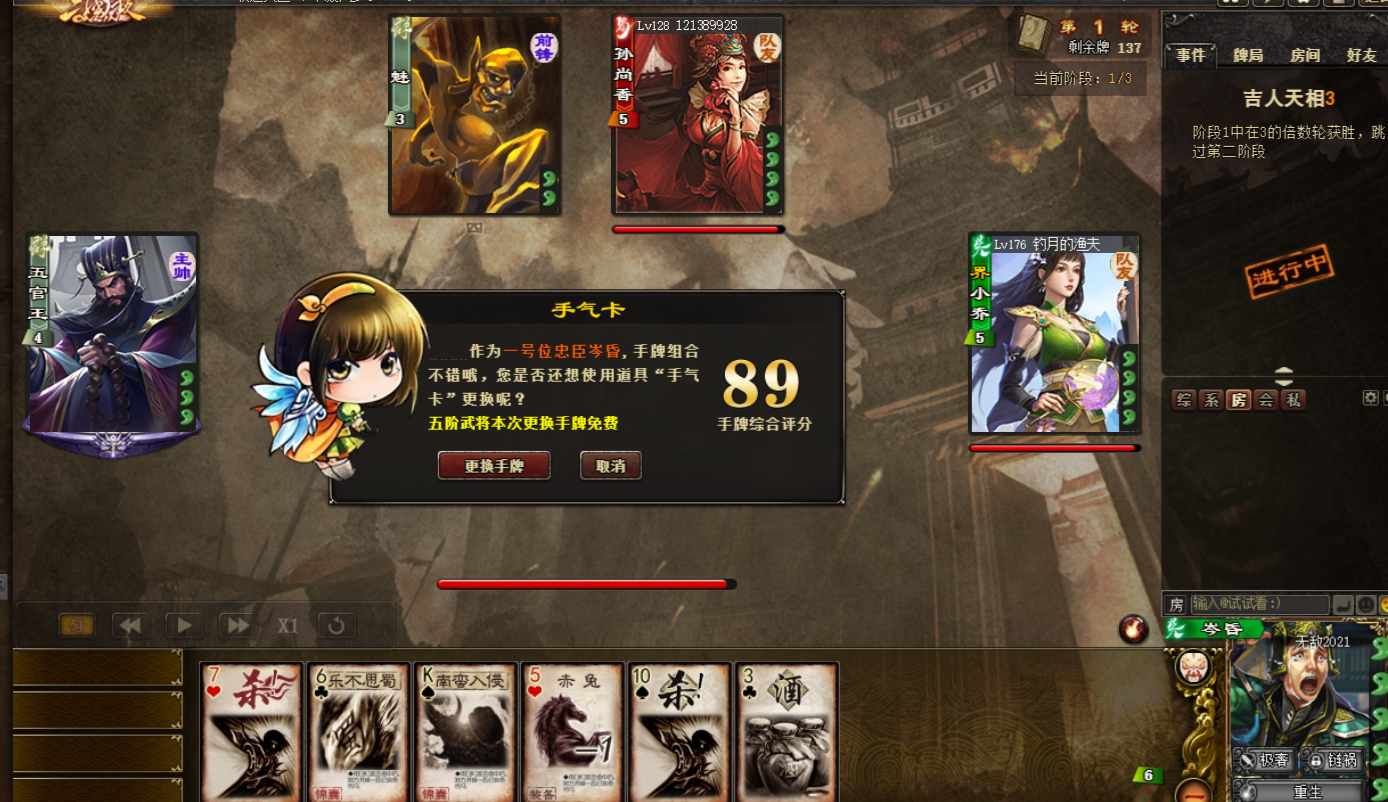 第 1 轮
剩余牌 137
当前阶段：1/3
事件 牌局 房间 好友
吉人天相3
阶段1中在3的倍数轮获胜，跳
过第二阶段
进行中
魅
3
前锋
Lv128 121389928
孙尚香
5
队友
五官王
4
主帅
Lv176 钓月的渔夫
界小乔
5
队友
手气卡
作为一号位忠臣岑昏,手牌组合
不错哦，您是否还想使用道具“手气
卡”更换呢？
五阶武将本次更换手牌免费
89
手牌综合评分
更换手牌
取消
综 系 房 会 私
房 输入@试试看:)
X1
7 杀
6 乐不思蜀
锦囊
K 南蛮入侵
锦囊
5 赤兔
-1
装备
10 杀
3 酒
6
吴 岑昏
无敌2021
极奢 链祸
重生